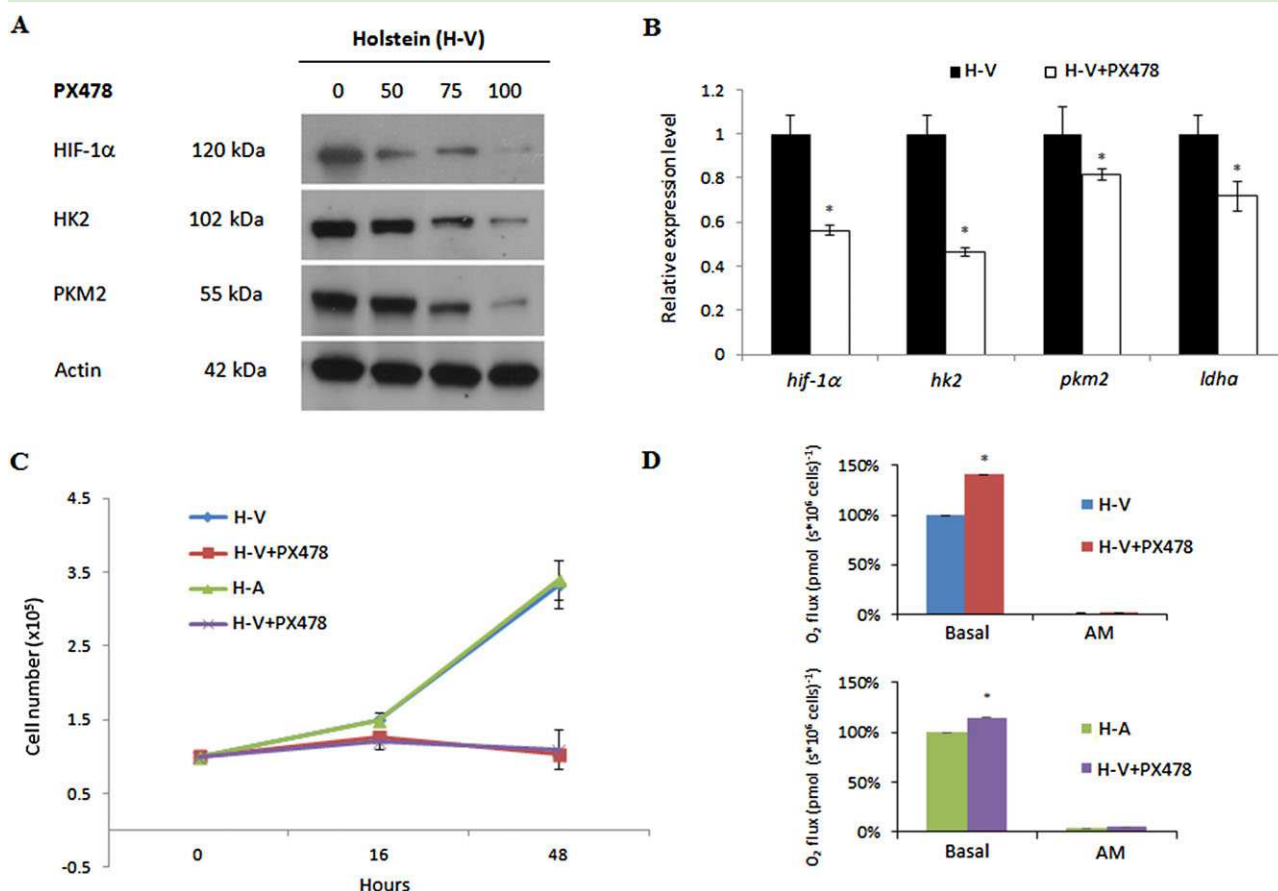 A
Holstein (H-V)
PX478 0 50 75 100
HIF-1α 120 kDa
HK2 102 kDa
PKM2 55 kDa
Actin 42 kDa
B
H-V H-V+PX478
Relative expression level
1.2
1
0.8
0.6
0.4
0.2
0
* * * *
hif-1α hk2 pkm2 ldha
C
Cell number (x10⁵)
4.5
3.5
2.5
1.5
0.5
-0.5
H-V
H-V+PX478
H-A
H-V+PX478
0 16 48
Hours
D
O₂ flux (pmol (s*10⁶ cells)⁻¹)
150%
100%
50%
0%
*
H-V
H-V+PX478
Basal AM
O₂ flux (pmol (s*10⁶ cells)⁻¹)
150%
100%
50%
0%
*
H-A
H-V+PX478
Basal AM